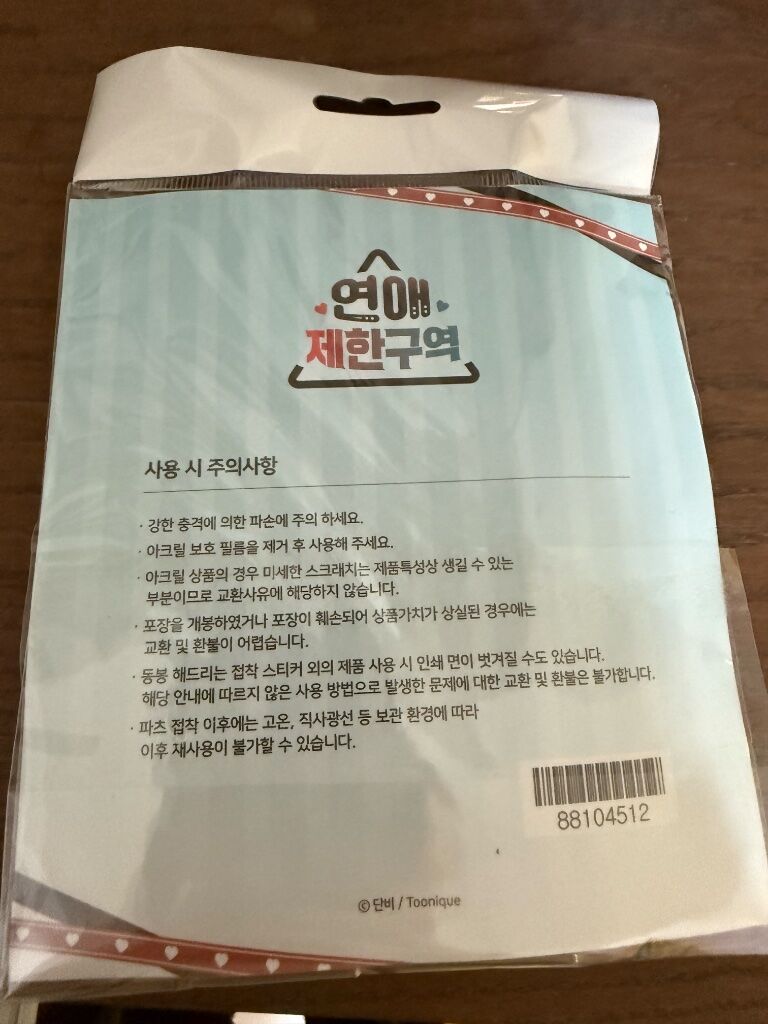 연애
제한구역
사용 시 주의사항
· 강한 충격에 의한 파손에 주의 하세요.
· 아크릴 보호 필름을 제거 후 사용해 주세요.
· 아크릴 상품의 경우 미세한 스크래치는 제품특성상 생길 수 있는
부분이므로 교환사유에 해당하지 않습니다.
· 포장을 개봉하였거나 포장이 훼손되어 상품가치가 상실된 경우에는
교환 및 환불이 어렵습니다.
· 동봉 해드리는 접착 스티커 외의 제품 사용 시 인쇄 면이 벗겨질 수도 있습니다.
해당 안내에 따르지 않은 사용 방법으로 발생한 문제에 대한 교환 및 환불은 불가합니다.
· 파츠 접착 이후에는 고온, 직사광선 등 보관 환경에 따라
이후 재사용이 불가할 수 있습니다.
88104512
ⓒ 단비 / Toonique